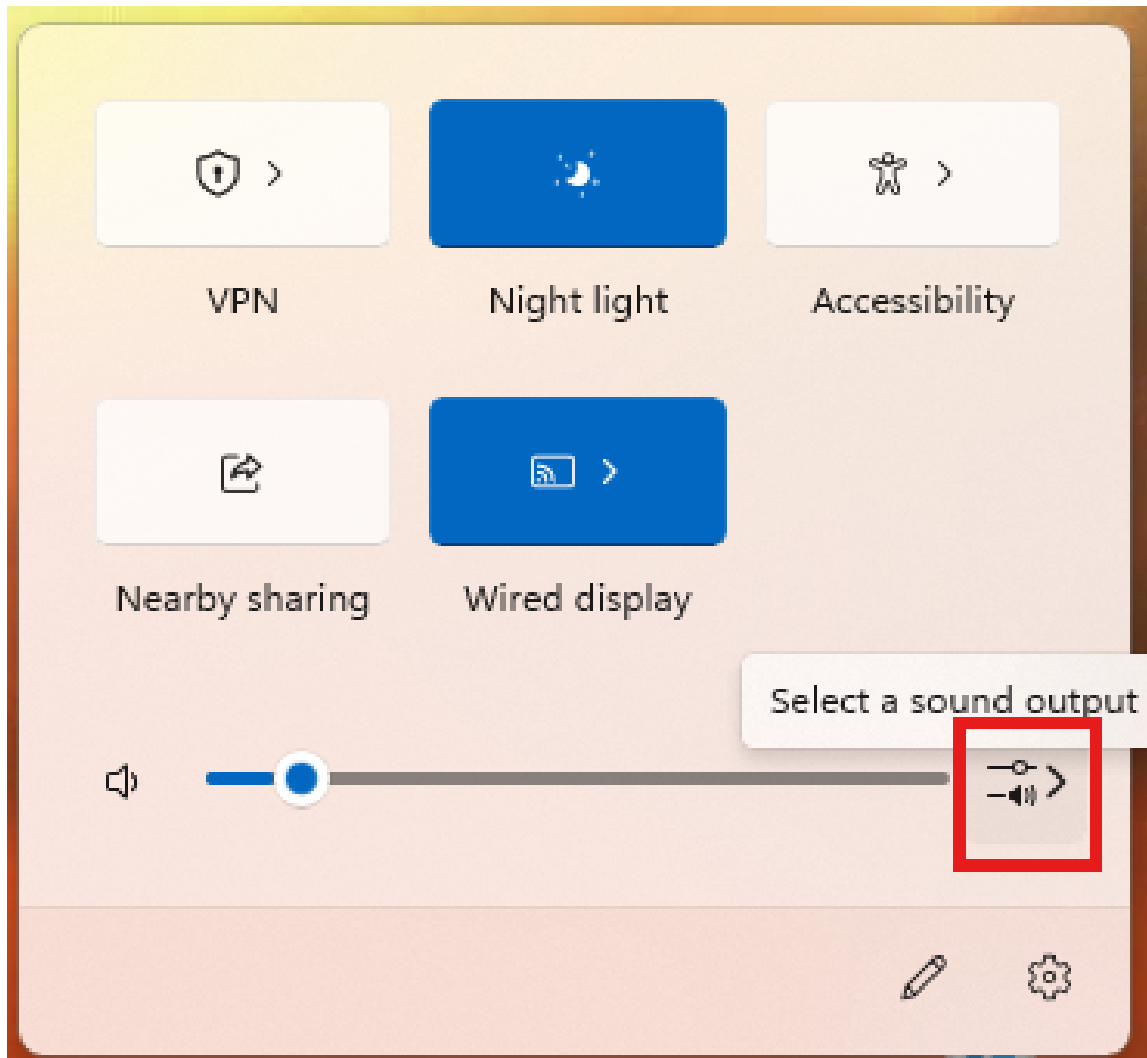 VPN
Night light
Accessibility
Nearby sharing
Wired display
Select a sound output